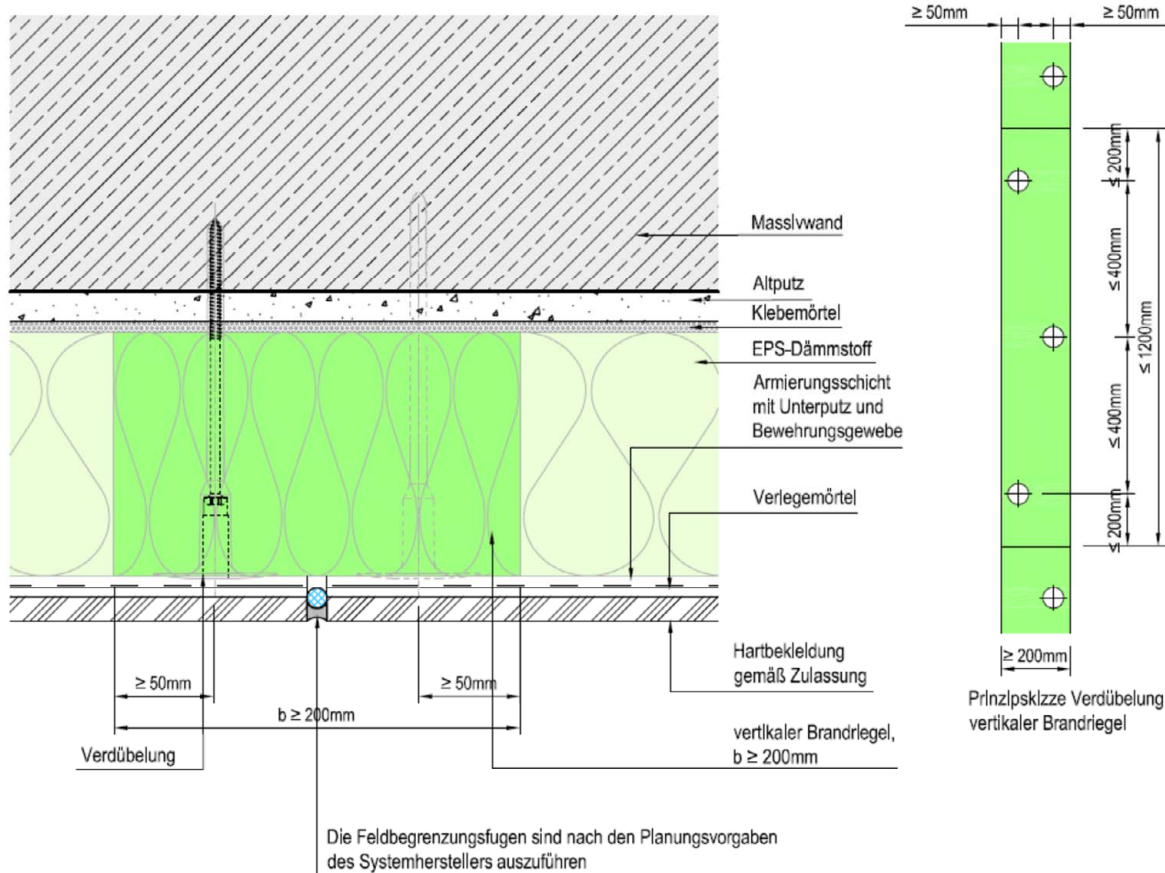 ≥ 50mm
≥ 50mm
Massivwand
Altputz
Klebemörtel
EPS-Dämmstoff
Armierungsschicht
mit Unterputz und
Bewehrungsgewebe
Verlegemörtel
Hartbekleidung
gemäß Zulassung
vertikaler Brandriegel,
b ≥ 200mm
≥ 50mm
≥ 50mm
b ≥ 200mm
Verdübelung
Die Feldbegrenzungsfugen sind nach den Planungsvorgaben
des Systemherstellers auszuführen
≤ 200mm
≤ 400mm
≤ 400mm
≤ 200mm
≤ 1200mm
≥ 200mm
Prinzipskizze Verdübelung
vertikaler Brandriegel